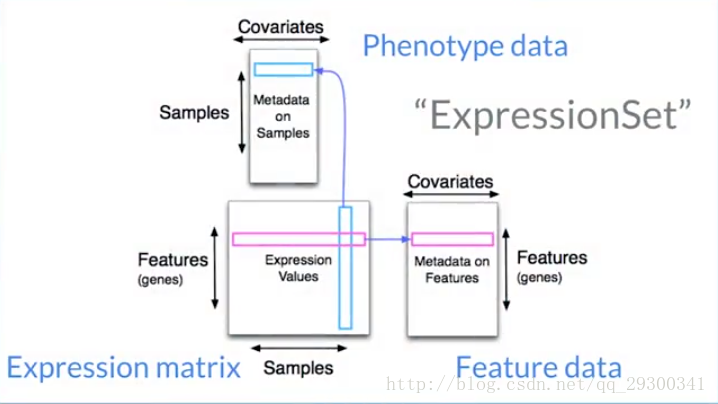 Covariates
Phenotype data
Samples
Metadata
on
Samples
“ExpressionSet”
Covariates
Features
(genes)
Expression
Values
Metadata on
Features
Features
(genes)
Expression matrix
Samples
Feature data
http://blog.csdn.net/qq_29300341